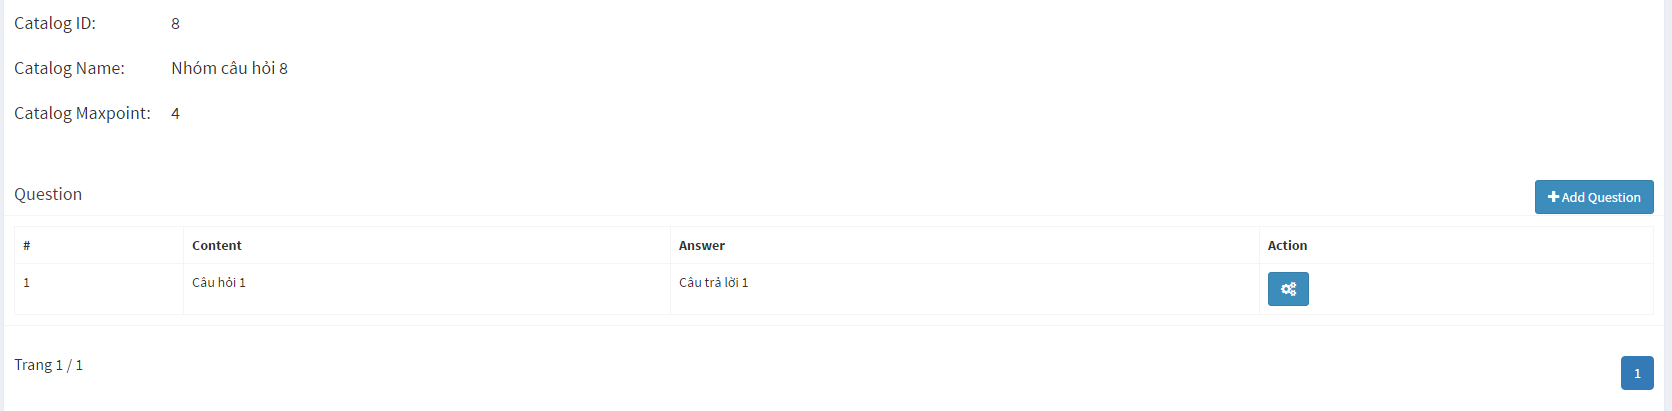 Catalog ID: 8
Catalog Name: Nhóm câu hỏi 8
Catalog Maxpoint: 4
Question
Add Question
# Content Answer Action
1 Câu hỏi 1 Câu trả lời 1
Trang 1 / 1
1